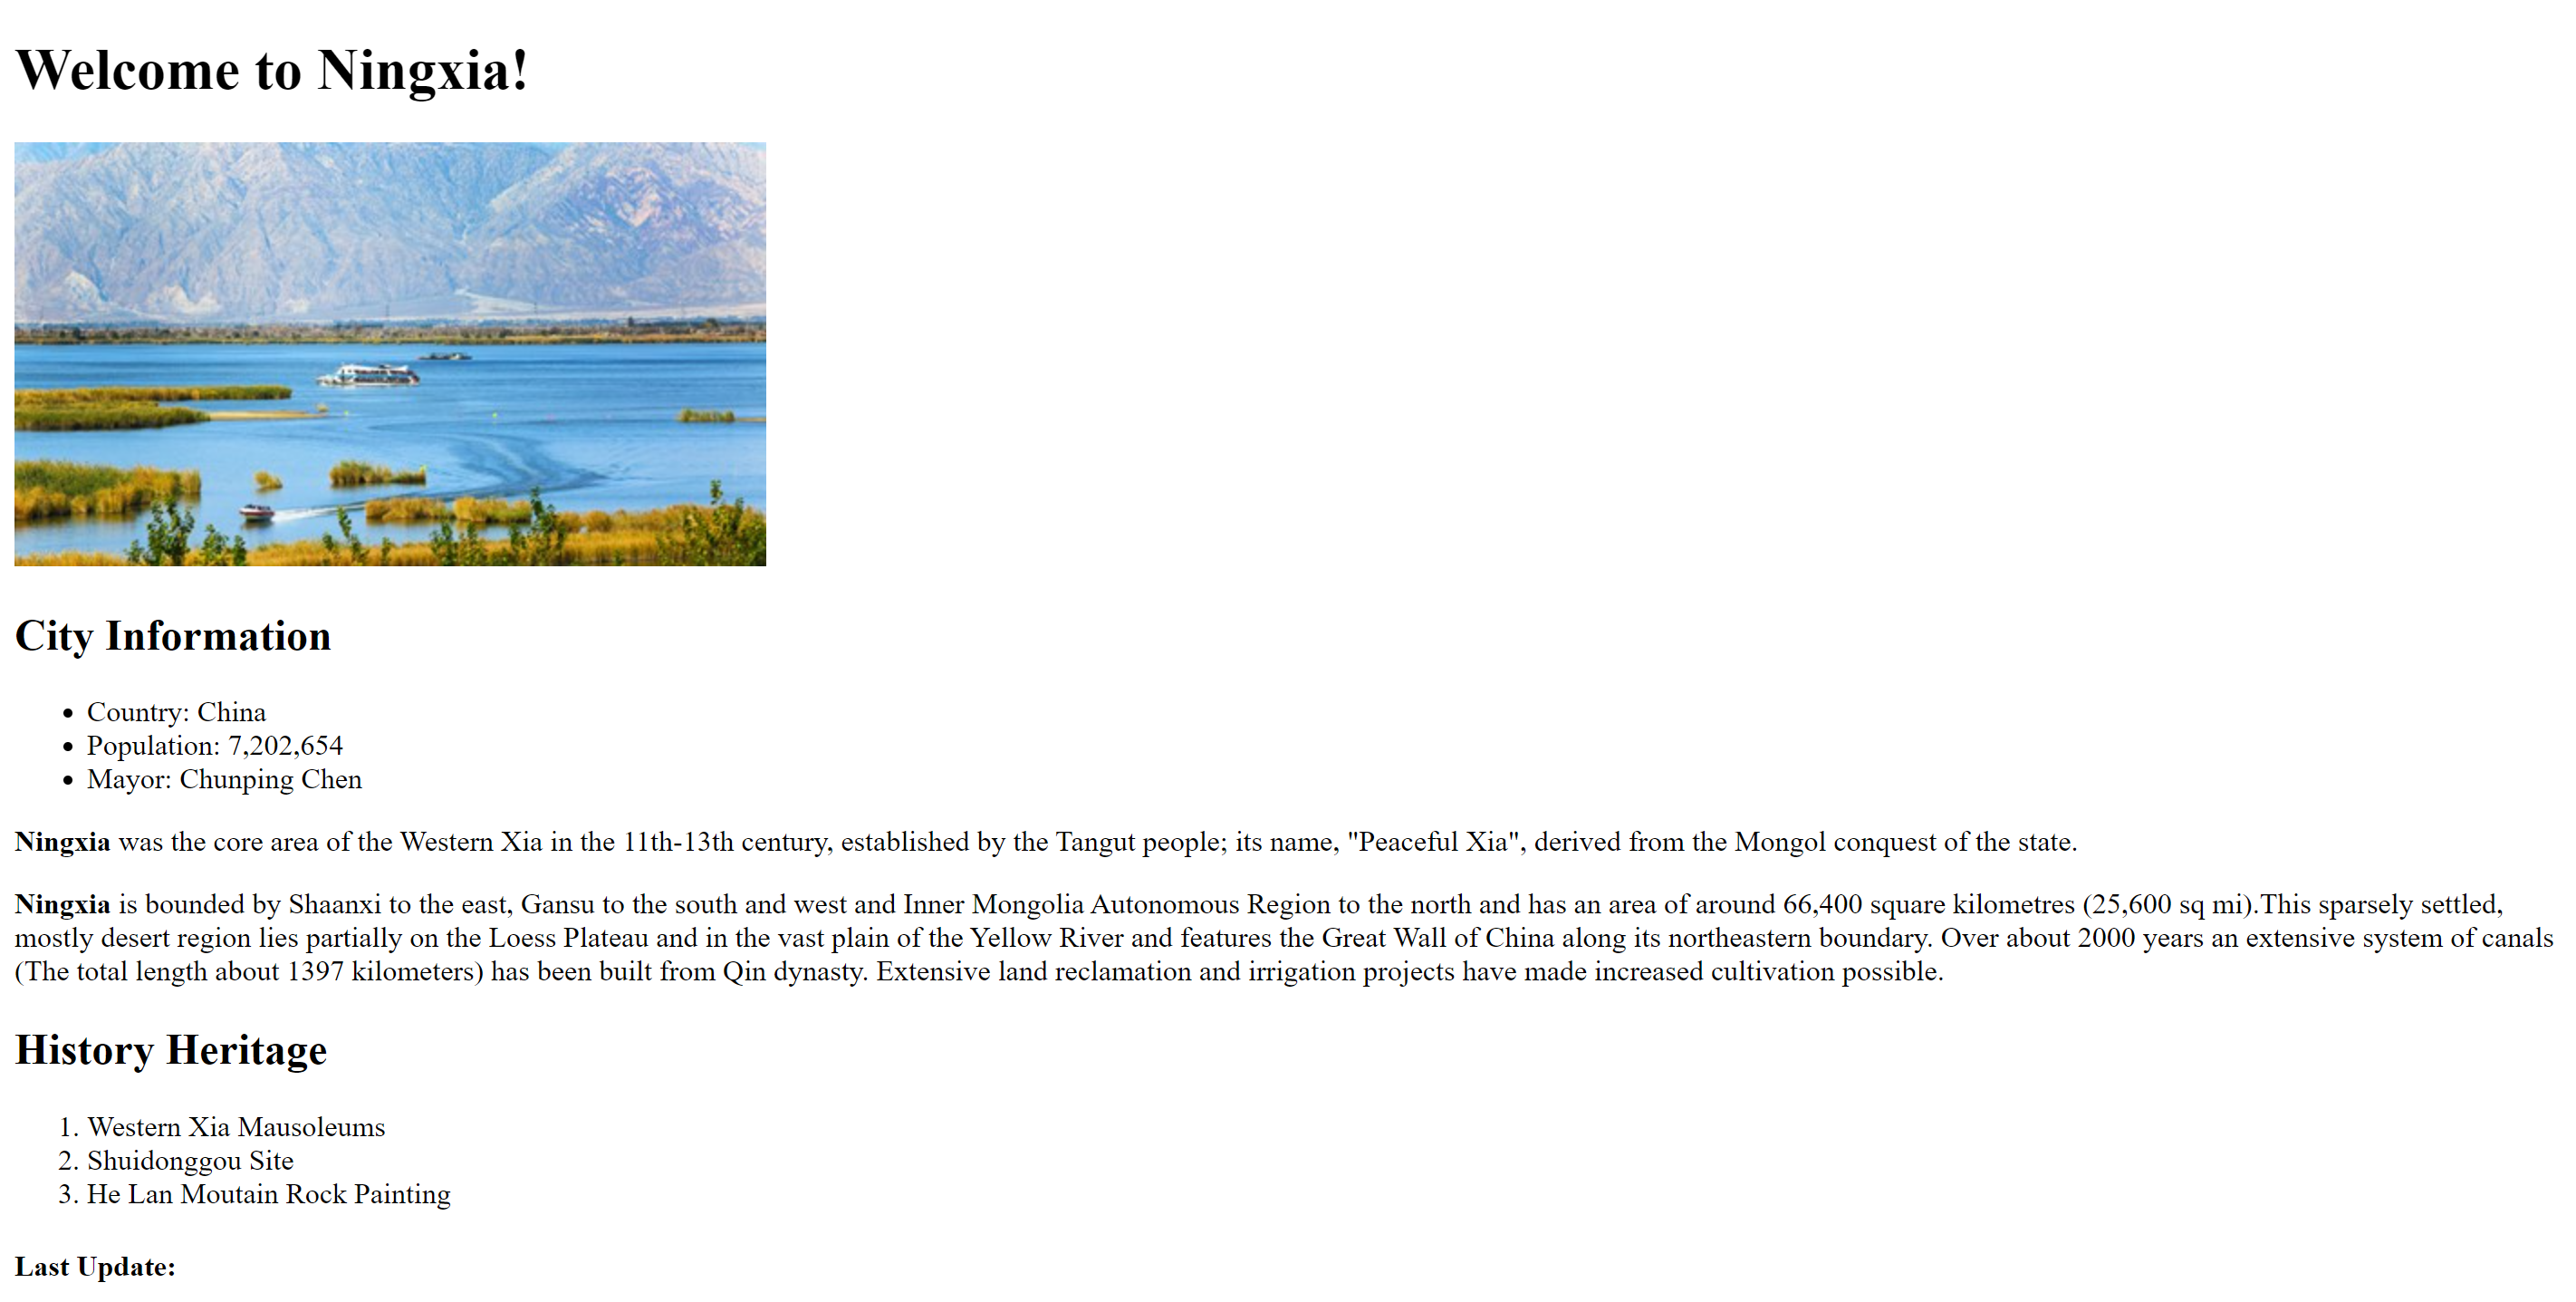 Welcome to Ningxia!
City Information
• Country: China
• Population: 7,202,654
• Mayor: Chunping Chen
Ningxia was the core area of the Western Xia in the 11th-13th century, established by the Tangut people; its name, "Peaceful Xia", derived from the Mongol conquest of the state.
Ningxia is bounded by Shaanxi to the east, Gansu to the south and west and Inner Mongolia Autonomous Region to the north and has an area of around 66,400 square kilometres (25,600 sq mi).This sparsely settled,
mostly desert region lies partially on the Loess Plateau and in the vast plain of the Yellow River and features the Great Wall of China along its northeastern boundary. Over about 2000 years an extensive system of canals
(The total length about 1397 kilometers) has been built from Qin dynasty. Extensive land reclamation and irrigation projects have made increased cultivation possible.
History Heritage
1. Western Xia Mausoleums
2. Shuidonggou Site
3. He Lan Moutain Rock Painting
Last Update: